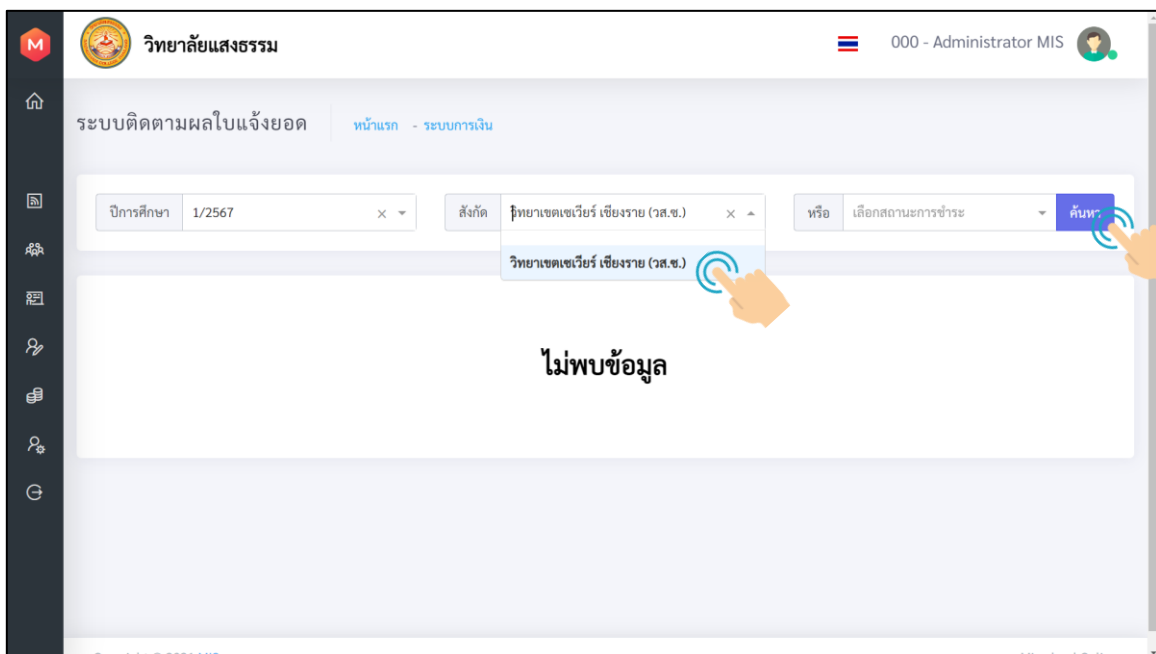 M
วิทยาลัยแสงธรรม
000 - Administrator MIS
ระบบติดตามผลใบแจ้งยอด
หน้าแรก - ระบบการเงิน
ปีการศึกษา 1/2567
สังกัด วิทยาเขตเซเวียร์ เชียงราย (วส.ซ.)
หรือ เลือกสถานะการชำระ ค้นหา
วิทยาเขตเซเวียร์ เชียงราย (วส.ซ.)
ไม่พบข้อมูล